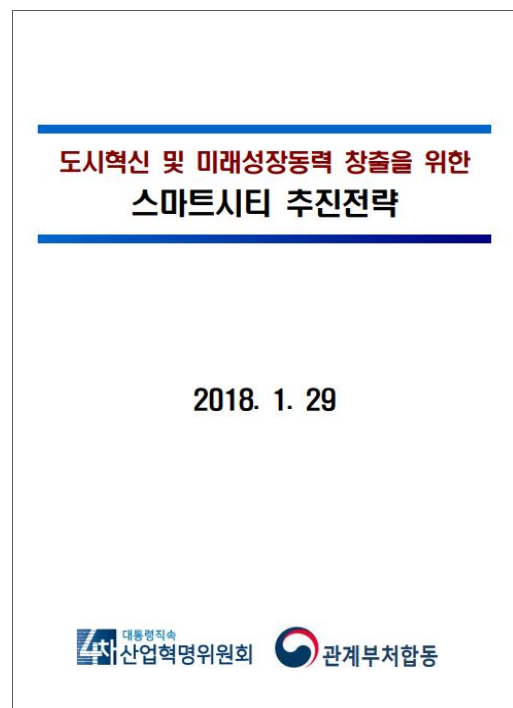 도시혁신 및 미래성장동력 창출을 위한
스마트시티 추진전략
2018. 1. 29
대통령직속
4차산업혁명위원회
관계부처합동